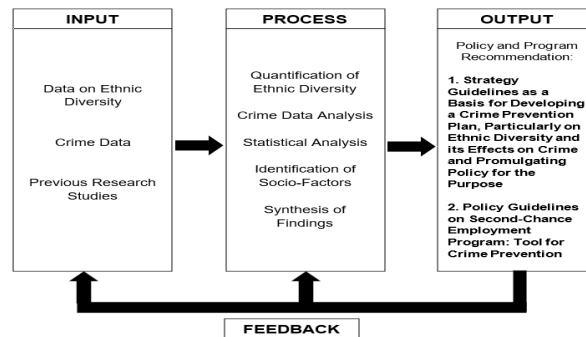 INPUT
Data on Ethnic
Diversity
Crime Data
Previous Research
Studies
PROCESS
Quantification of
Ethnic Diversity
Crime Data Analysis
Statistical Analysis
Identification of
Socio-Factors
Synthesis of
Findings
OUTPUT
Policy and Program
Recommendation:
1. Strategy
Guidelines as a
Basis for Developing
a Crime Prevention
Plan, Particularly on
Ethnic Diversity and
its Effects on Crime
and Promulgating
Policy for the
Purpose
2. Policy Guidelines
on Second-Chance
Employment
Program: Tool for
Crime Prevention
FEEDBACK